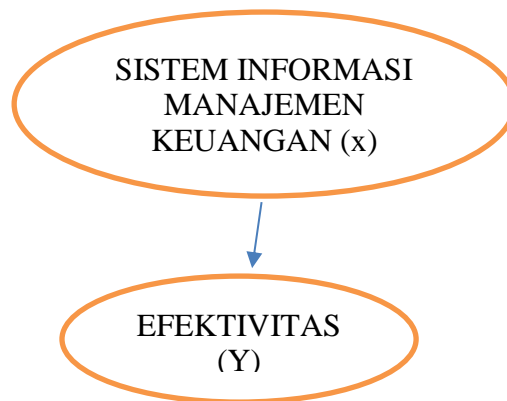 SISTEM INFORMASI
MANAJEMEN
KEUANGAN (x)
EFEKTIVITAS
(Y)